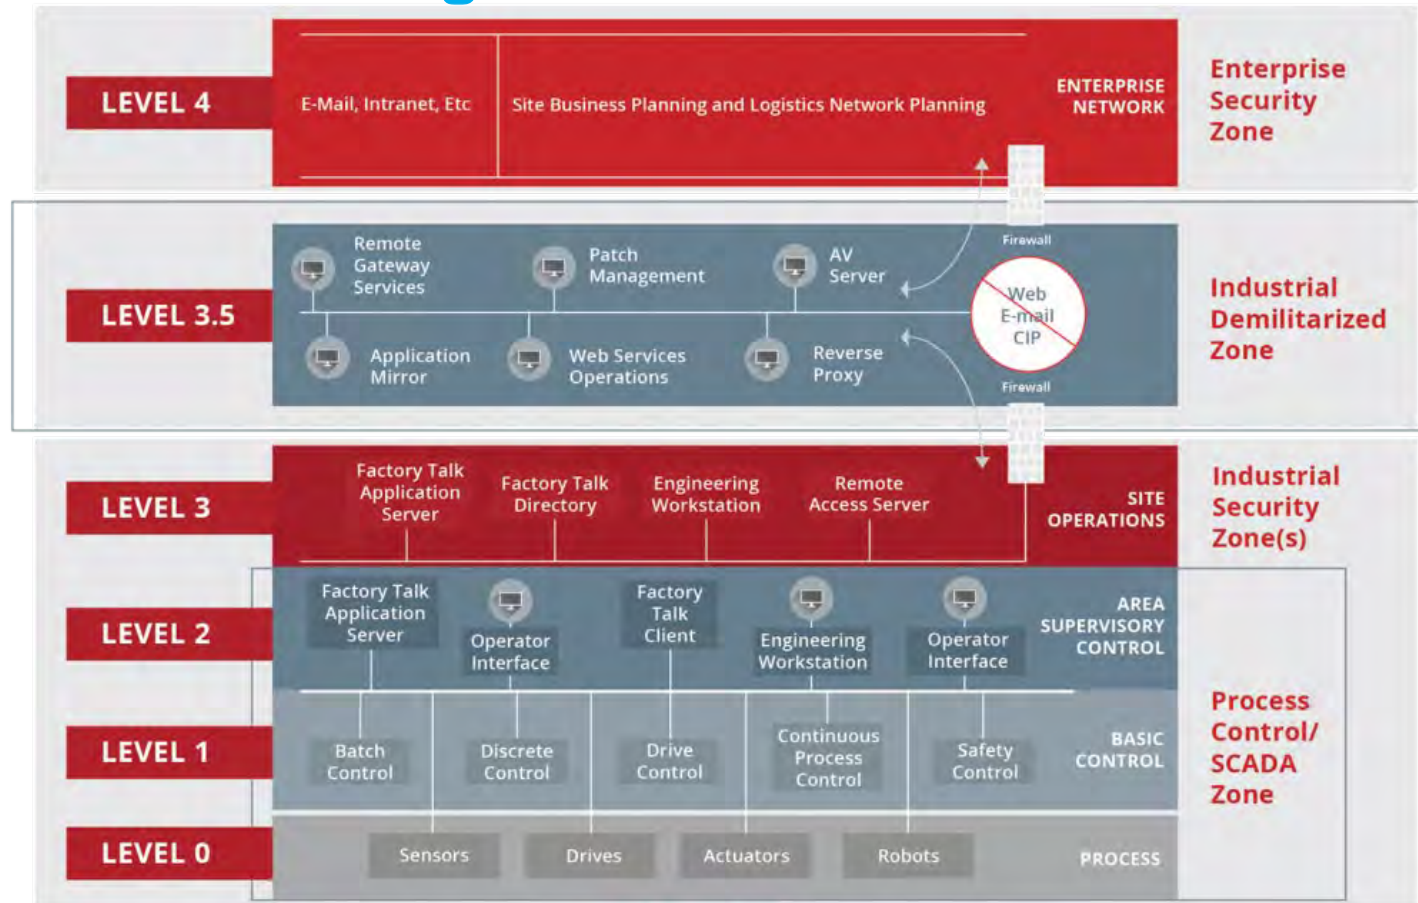 LEVEL 4
E-Mail, Intranet, Etc
Site Business Planning and Logistics Network Planning
ENTERPRISE
NETWORK
Enterprise
Security
Zone
LEVEL 3.5
Remote
Gateway
Services
Patch
Management
AV
Server
Application
Mirror
Web Services
Operations
Reverse
Proxy
Firewall
Web
E-mail
CIP
Firewall
Industrial
Demilitarized
Zone
LEVEL 3
Factory Talk
Application
Server
Factory Talk
Directory
Engineering
Workstation
Remote
Access Server
SITE
OPERATIONS
Industrial
Security
Zone(s)
LEVEL 2
Factory Talk
Application
Server
Operator
Interface
Factory
Talk
Client
Engineering
Workstation
Operator
Interface
AREA
SUPERVISORY
CONTROL
LEVEL 1
Batch
Control
Discrete
Control
Drive
Control
Continuous
Process
Control
Safety
Control
BASIC
CONTROL
Process
Control/
SCADA
Zone
LEVEL 0
Sensors
Drives
Actuators
Robots
PROCESS